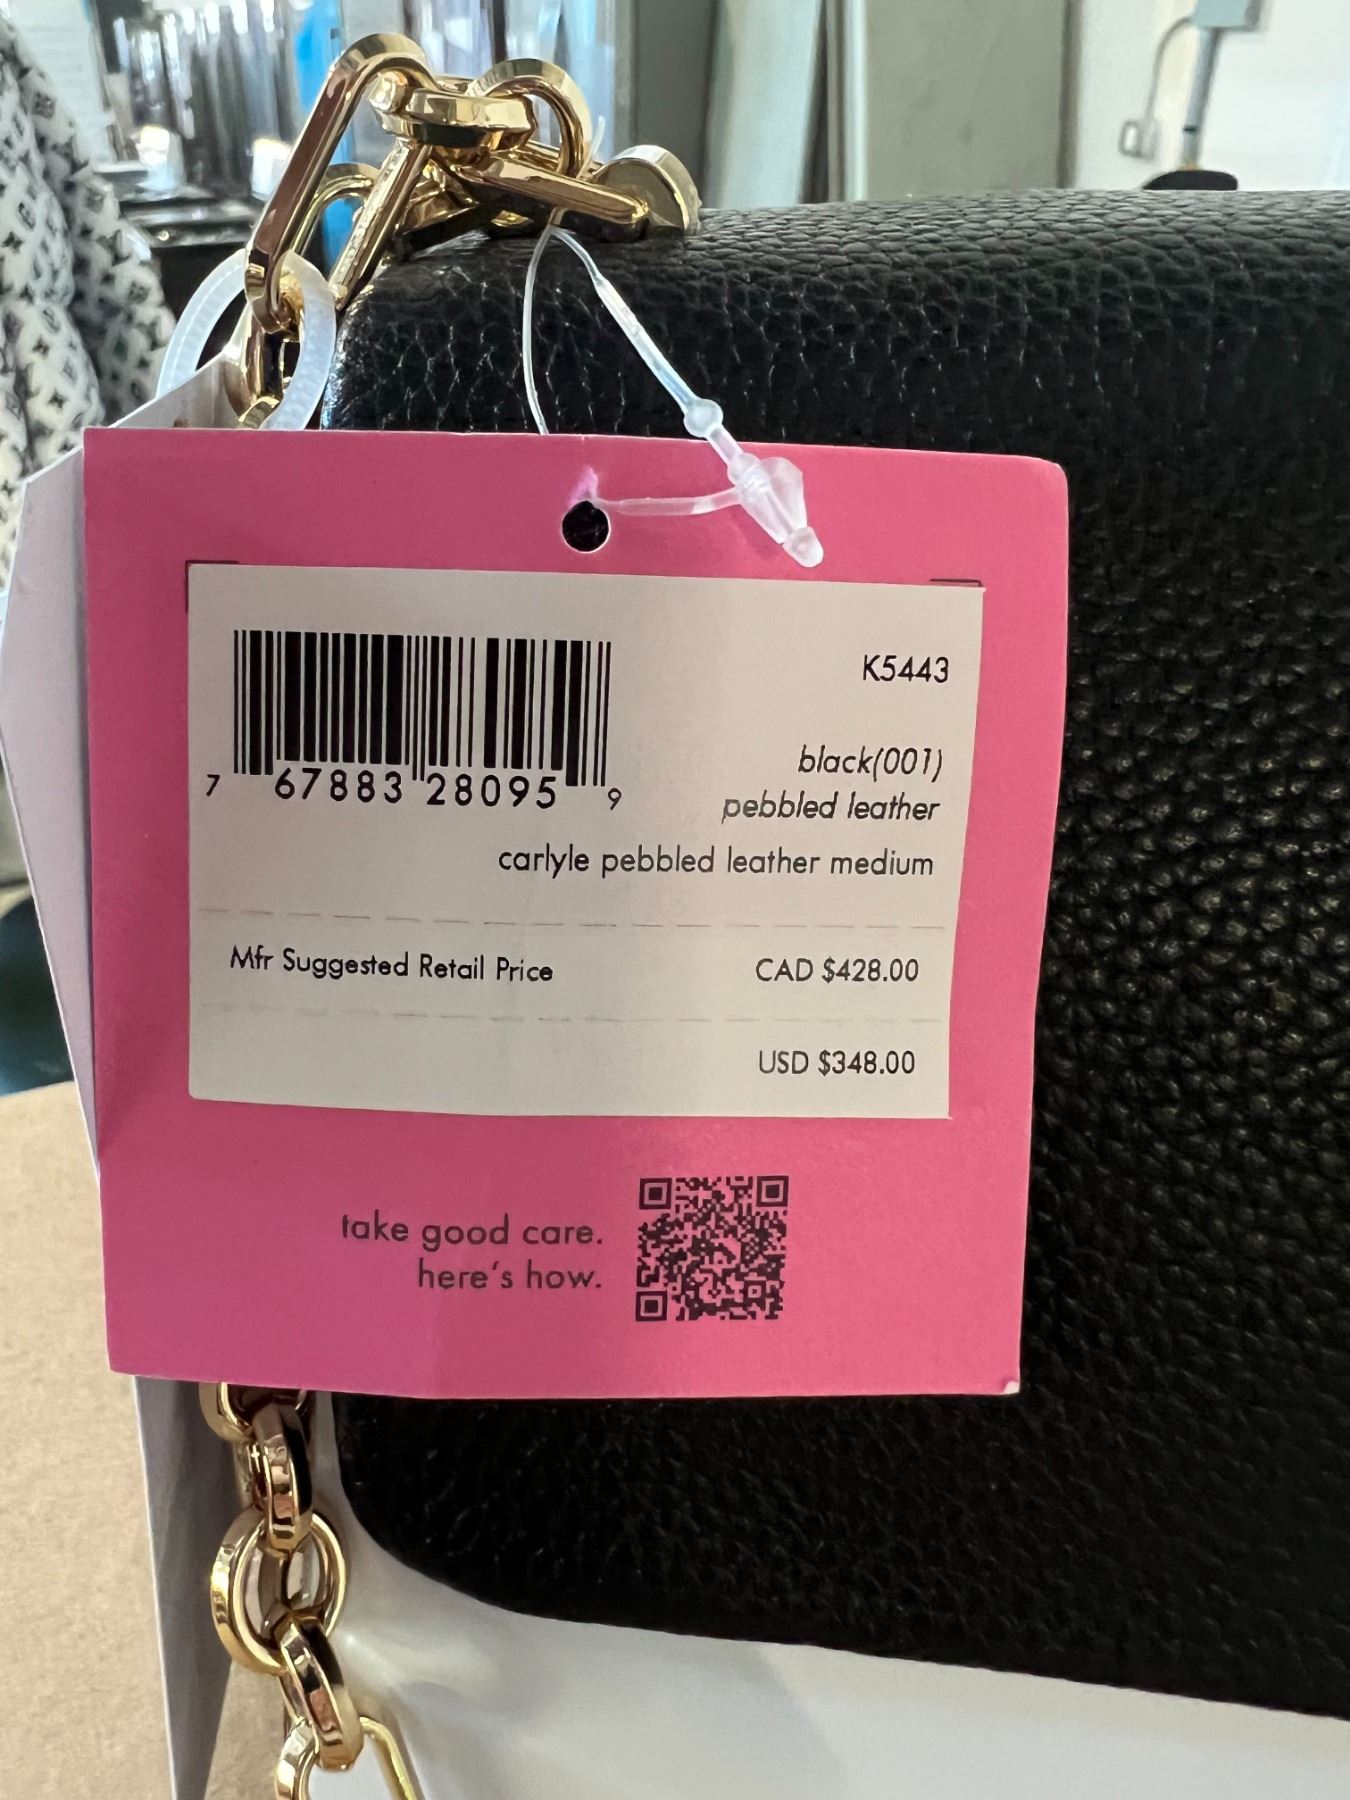 K5443
7 67883 28095 9
black(001)
pebbled leather
carlyle pebbled leather medium
Mfr Suggested Retail Price CAD $428.00
USD $348.00
take good care.
here's how.